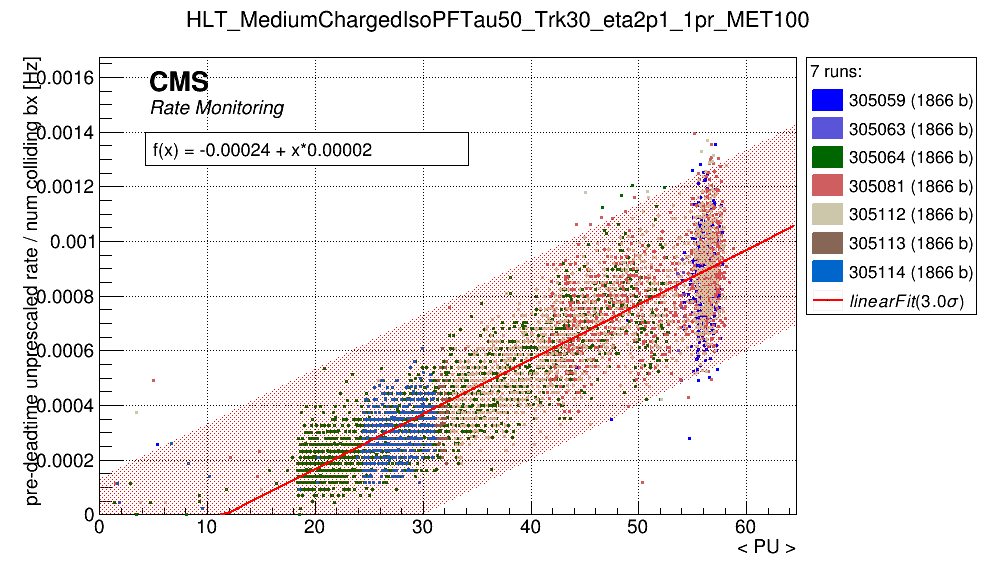 HLT_MediumChargedIsoPFTau50_Trk30_eta2p1_1pr_MET100
pre-deadtime unprescaled rate / num colliding bx [Hz]
0.0016
0.0014
0.0012
0.001
0.0008
0.0006
0.0004
0.0002
0
CMS
Rate Monitoring
f(x) = -0.00024 + x*0.00002
0 10 20 30 40 50 60
< PU >
7 runs:
305059 (1866 b)
305063 (1866 b)
305064 (1866 b)
305081 (1866 b)
305112 (1866 b)
305113 (1866 b)
305114 (1866 b)
linearFit(3.0σ)